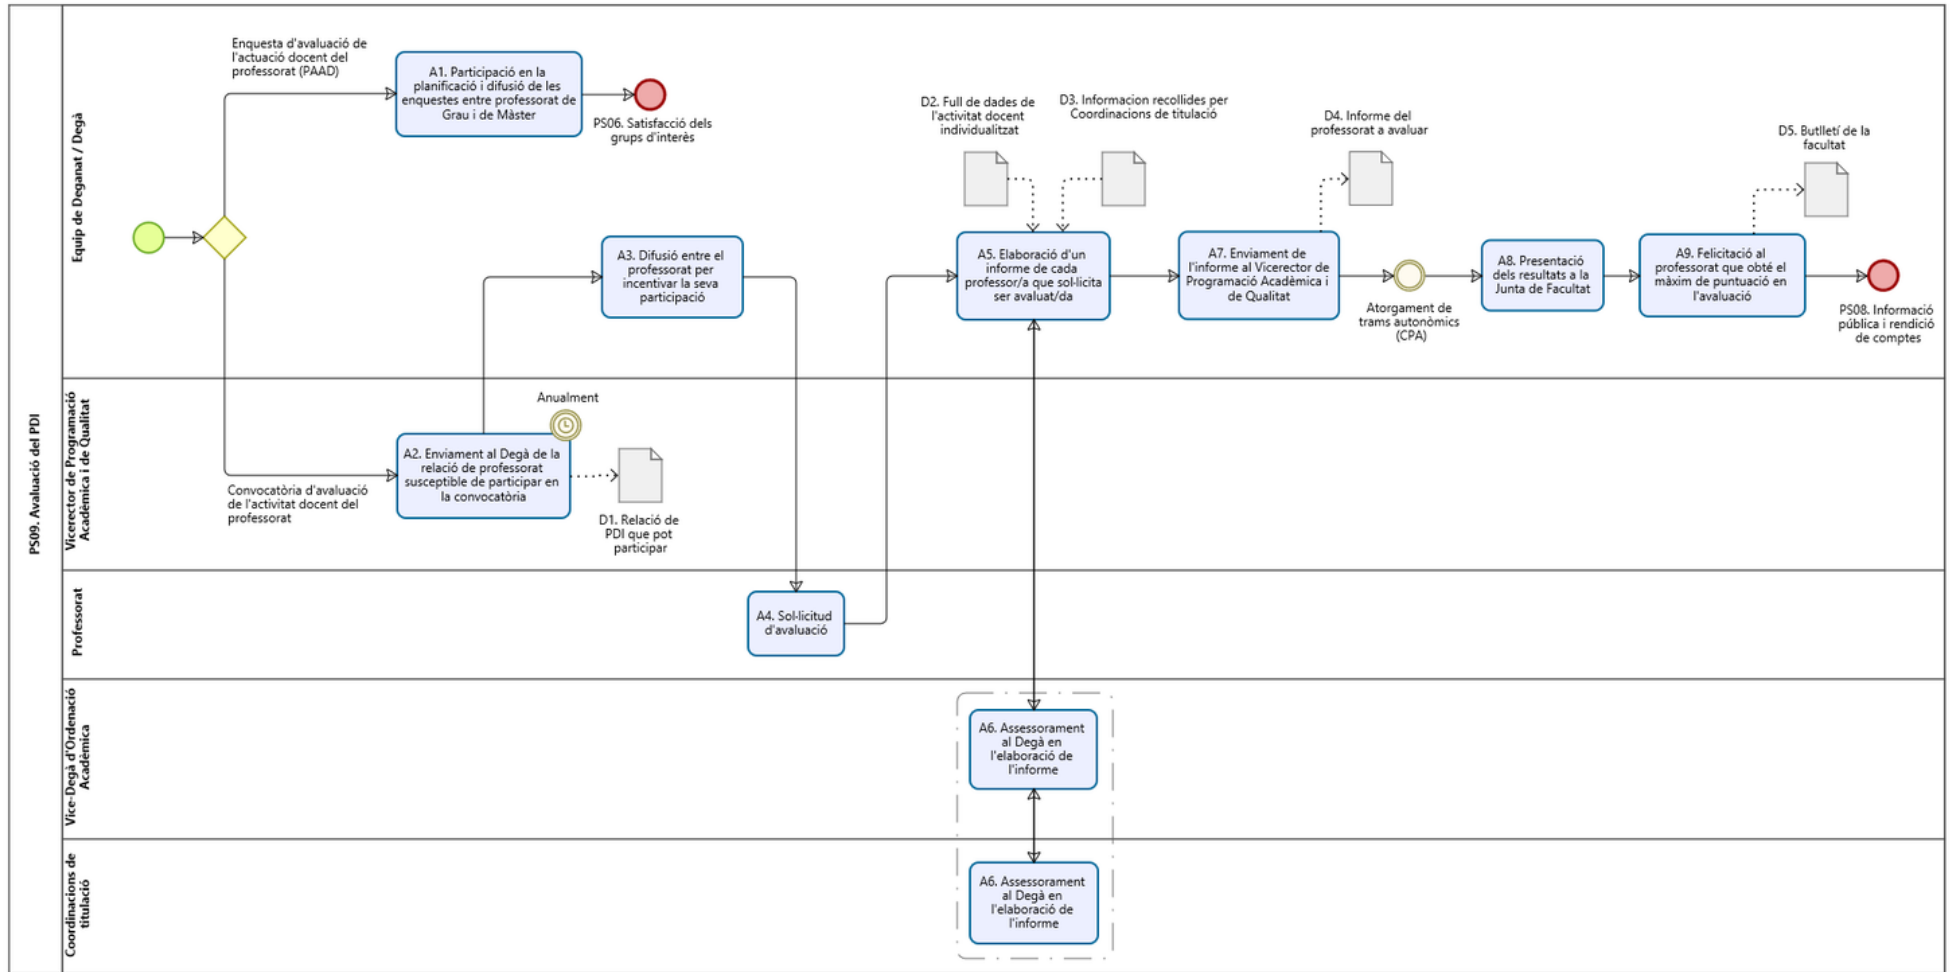 PS09. Avaluació del PDI
Equip de Deganat / Degà
Enquesta d'avaluació de
l'actuació docent del
professorat (PAAD)
A1. Participació en la
planificació i difusió de les
enquestes entre professorat de
Grau i de Màster
PS06. Satisfacció dels
grups d'interès
A3. Difusió entre el
professorat per
incentivar la seva
participació
D2. Full de dades de
l'activitat docent
individualitzat
D3. Informacion recollides per
Coordinacions de titulació
A5. Elaboració d'un
informe de cada
professor/a que sol·licita
ser avaluat/da
D4. Informe del
professorat a avaluar
A7. Enviament de
l'informe al Vicerector de
Programació Acadèmica i
de Qualitat
Atorgament de
trams autonòmics
(CPA)
A8. Presentació
dels resultats a la
Junta de Facultat
D5. Butlletí de la
facultat
A9. Felicitació al
professorat que obté el
màxim de puntuació en
l'avaluació
PS08. Informació
pública i rendició
de comptes
Vicerector de Programació
Acadèmica i de Qualitat
Convocatòria d'avaluació
de l'activitat docent del
professorat
Anualment
A2. Enviament al Degà de la
relació de professorat
susceptible de participar en
la convocatòria
D1. Relació de
PDI que pot
participar
Professorat
A4. Sol·licitud
d'avaluació
Vice-Degà d'Ordenació
Acadèmica
A6. Assessorament
al Degà en
l'elaboració de
l'informe
Coordinacions de
titulació
A6. Assessorament
al Degà en
l'elaboració de
l'informe